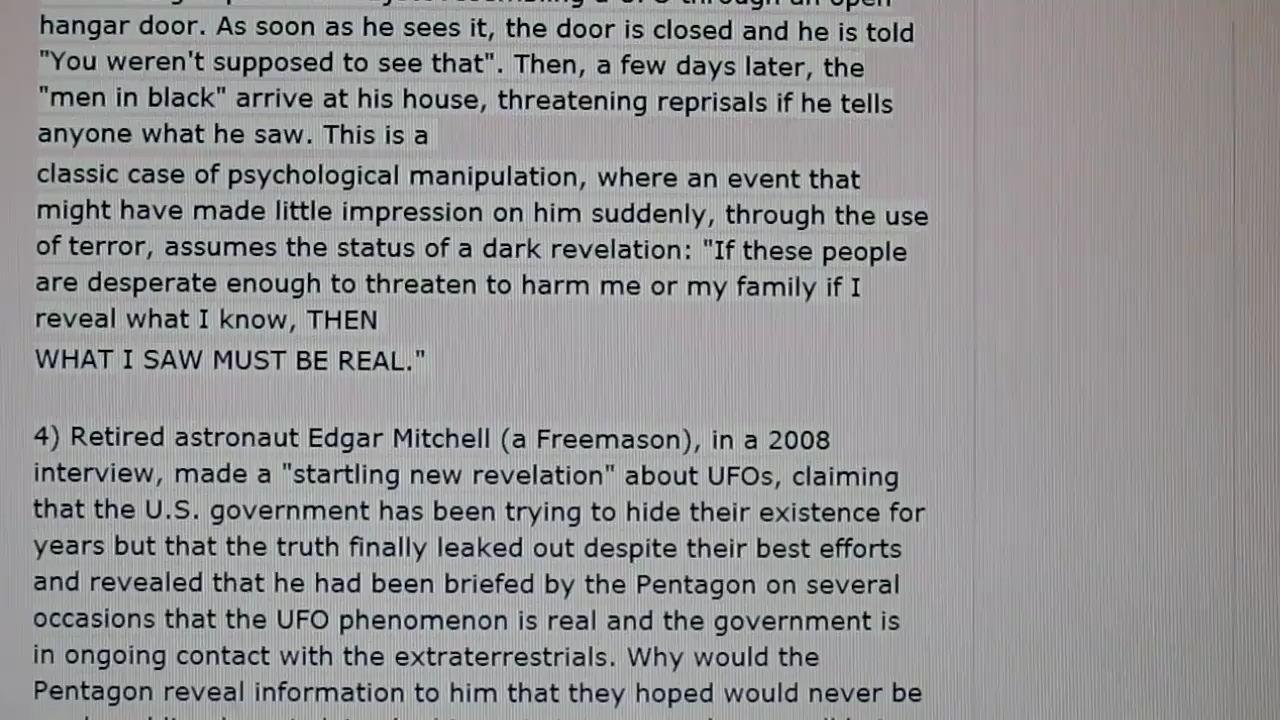 hangar door. As soon as he sees it, the door is closed and he is told
"You weren't supposed to see that". Then, a few days later, the
"men in black" arrive at his house, threatening reprisals if he tells
anyone what he saw. This is a
classic case of psychological manipulation, where an event that
might have made little impression on him suddenly, through the use
of terror, assumes the status of a dark revelation: "If these people
are desperate enough to threaten to harm me or my family if I
reveal what I know, THEN
WHAT I SAW MUST BE REAL."
4) Retired astronaut Edgar Mitchell (a Freemason), in a 2008
interview, made a "startling new revelation" about UFOs, claiming
that the U.S. government has been trying to hide their existence for
years but that the truth finally leaked out despite their best efforts
and revealed that he had been briefed by the Pentagon on several
occasions that the UFO phenomenon is real and the government is
in ongoing contact with the extraterrestrials. Why would the
Pentagon reveal information to him that they hoped would never be